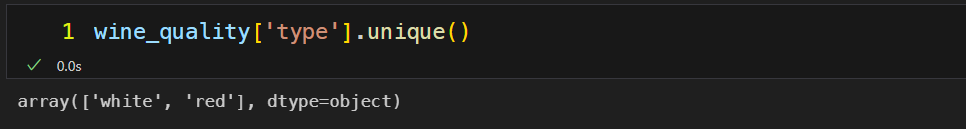 1 wine_quality['type'].unique()
0.0s
array(['white', 'red'], dtype=object)